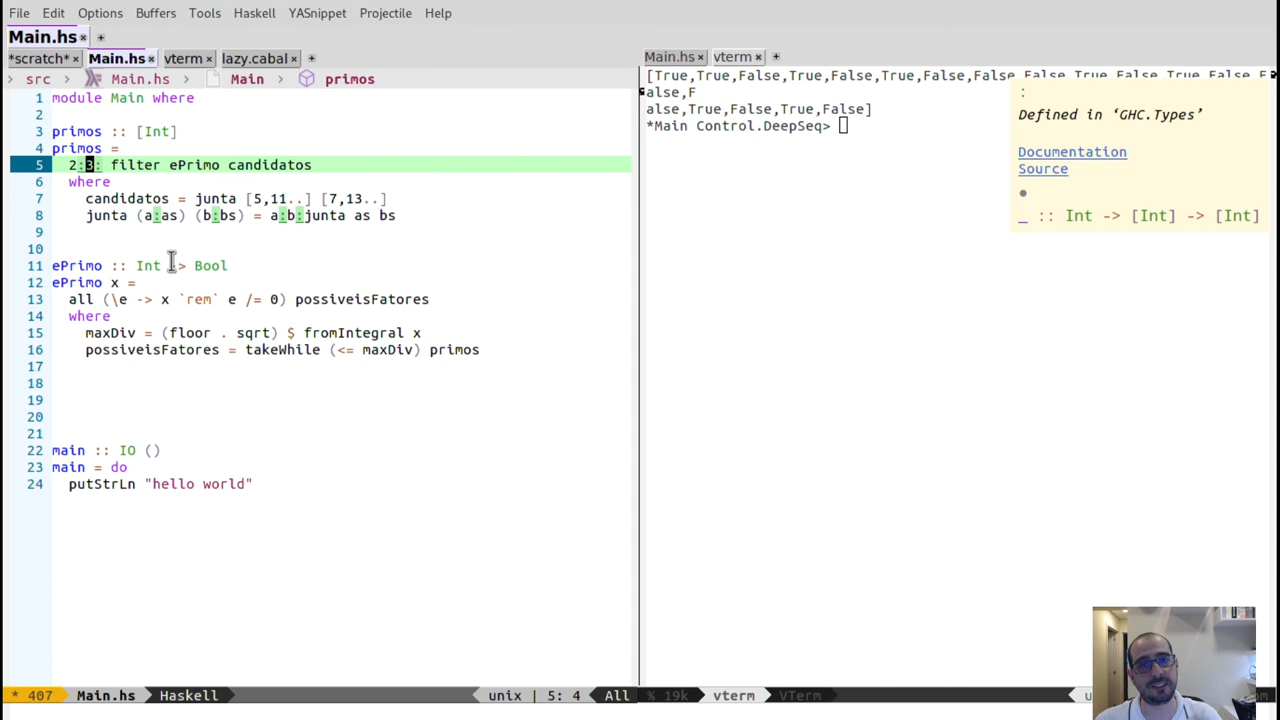 File Edit Options Buffers Tools Haskell YASnippet Projectile Help
Main.hs × +
*scratch* × Main.hs × vterm × lazy.cabal × +
> src > Main.hs > Main > primos
1 module Main where
2
3 primos :: [Int]
4 primos =
5 2:3: filter ePrimo candidatos
6 where
7 candidatos = junta [5,11..] [7,13..]
8 junta (a:as) (b:bs) = a:b:junta as bs
9
10
11 ePrimo :: Int -> Bool
12 ePrimo x =
13 all (\e -> x `rem` e /= 0) possiveisFatores
14 where
15 maxDiv = (floor . sqrt) $ fromIntegral x
16 possiveisFatores = takeWhile (<= maxDiv) primos
17
18
19
20
21
22 main :: IO ()
23 main = do
24 putStrLn "hello world"
* 407 Main.hs Haskell unix | 5: 4 All
Main.hs × vterm × +
[True,True,False,True,False,True,False,False,False,True,False,True,False,F
alse,F
alse,True,False,True,False]
*Main Control.DeepSeq>
:
Defined in ‘GHC.Types’
Documentation
Source
_ :: Int -> [Int] -> [Int]
% 19k vterm VTerm